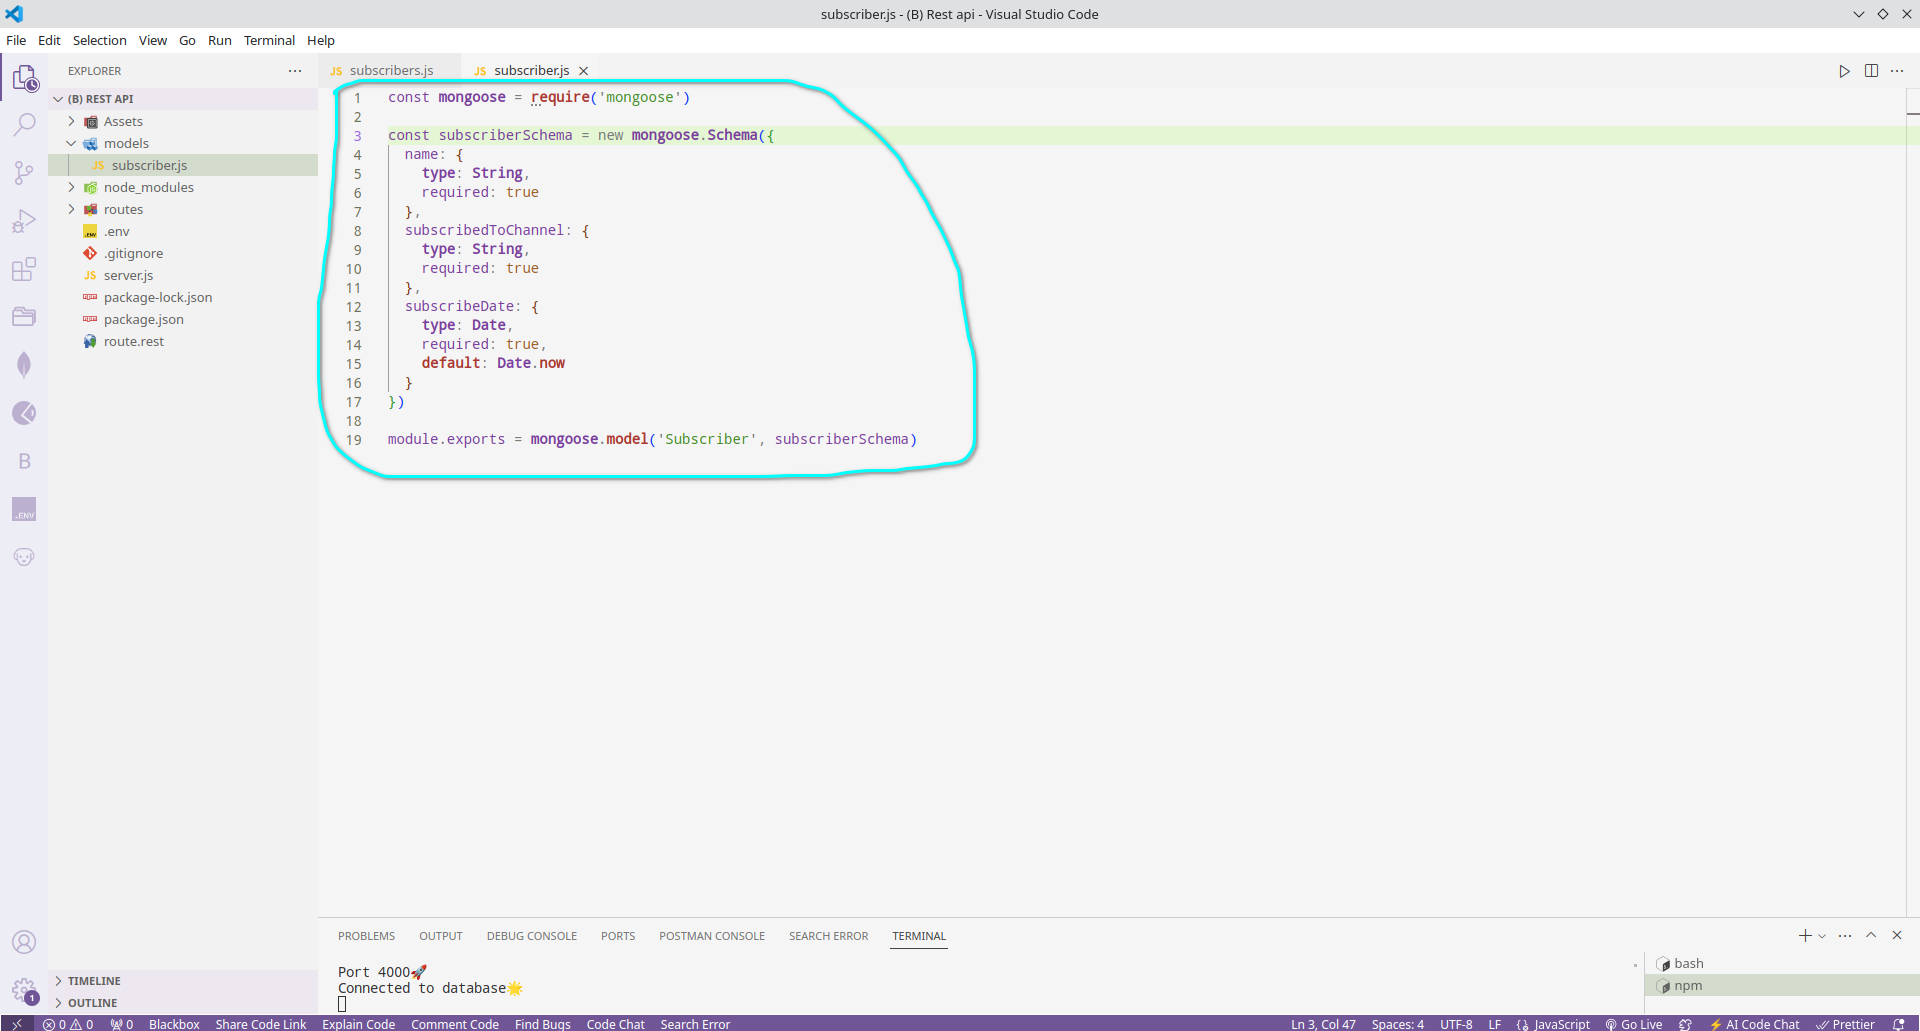 subscriber.js - (B) Rest api - Visual Studio Code
File Edit Selection View Go Run Terminal Help
EXPLORER
(B) REST API
Assets
models
JS subscriber.js
node_modules
routes
.env
.gitignore
JS server.js
package-lock.json
package.json
route.rest
TIMELINE
OUTLINE
B
.ENV
1
JS subscribers.js
JS subscriber.js
1 const mongoose = require('mongoose')
2
3 const subscriberSchema = new mongoose.Schema({
4 name: {
5 type: String,
6 required: true
7 },
8 subscribedToChannel: {
9 type: String,
10 required: true
11 },
12 subscribeDate: {
13 type: Date,
14 required: true,
15 default: Date.now
16 }
17 })
18
19 module.exports = mongoose.model('Subscriber', subscriberSchema)
PROBLEMS OUTPUT DEBUG CONSOLE PORTS POSTMAN CONSOLE SEARCH ERROR TERMINAL
Port 4000🚀
Connected to database🌟
bash
npm
0 0 0 Blackbox Share Code Link Explain Code Comment Code Find Bugs Code Chat Search Error Ln 3, Col 47 Spaces: 4 UTF-8 LF {} JavaScript Go Live AI Code Chat Prettier